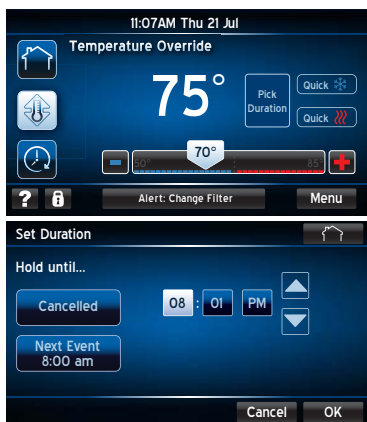 11:07AM Thu 21 Jul
Temperature Override
75°
Pick
Duration
Quick
Quick
70°
50°
85°
?
Alert: Change Filter
Menu
Set Duration
Hold until...
Cancelled
08 : 01 PM
Next Event
8:00 am
Cancel
OK